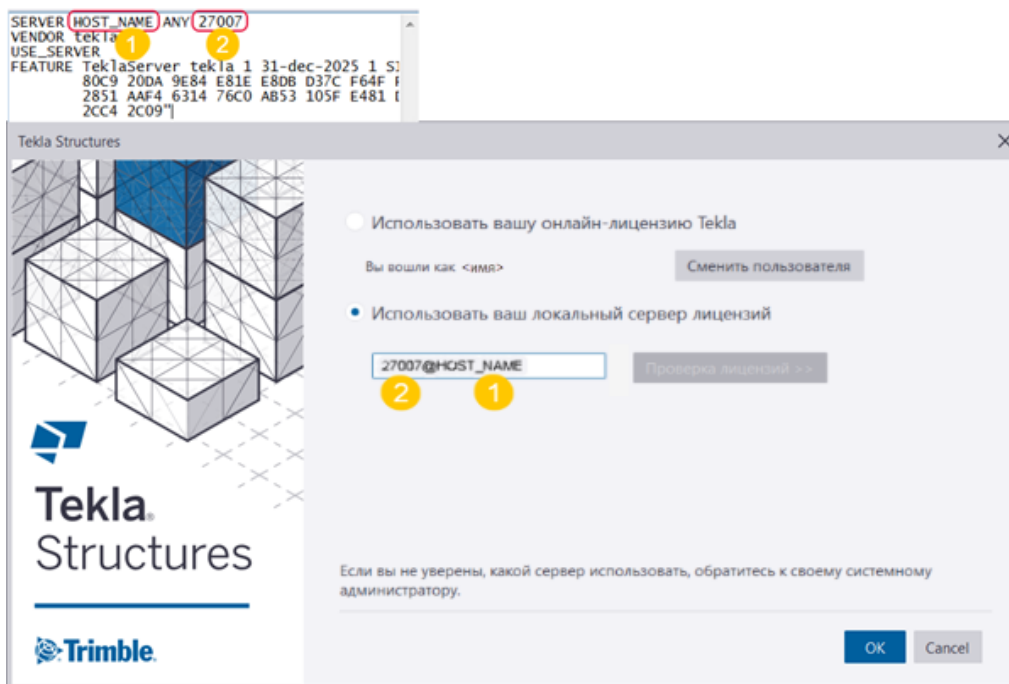 SERVER HOST_NAME ANY 27007
VENDOR tekla
1
2
USE_SERVER
FEATURE TeklaServer tekla 1 31-dec-2025 1
80C9 20DA 9E84 E81E E8DB D37C F64F
2851 AAF4 6314 76C0 AB53 105F E481
2CC4 2C09"
Tekla Structures
Использовать вашу онлайн-лицензию Tekla
Вы вошли как <имя>
Сменить пользователя
Использовать ваш локальный сервер лицензий
27007@HOST_NAME
Проверка лицензий >>
2
1
Tekla®
Structures
Если вы не уверены, какой сервер использовать, обратитесь к своему системному
администратору.
Trimble.
OK
Cancel